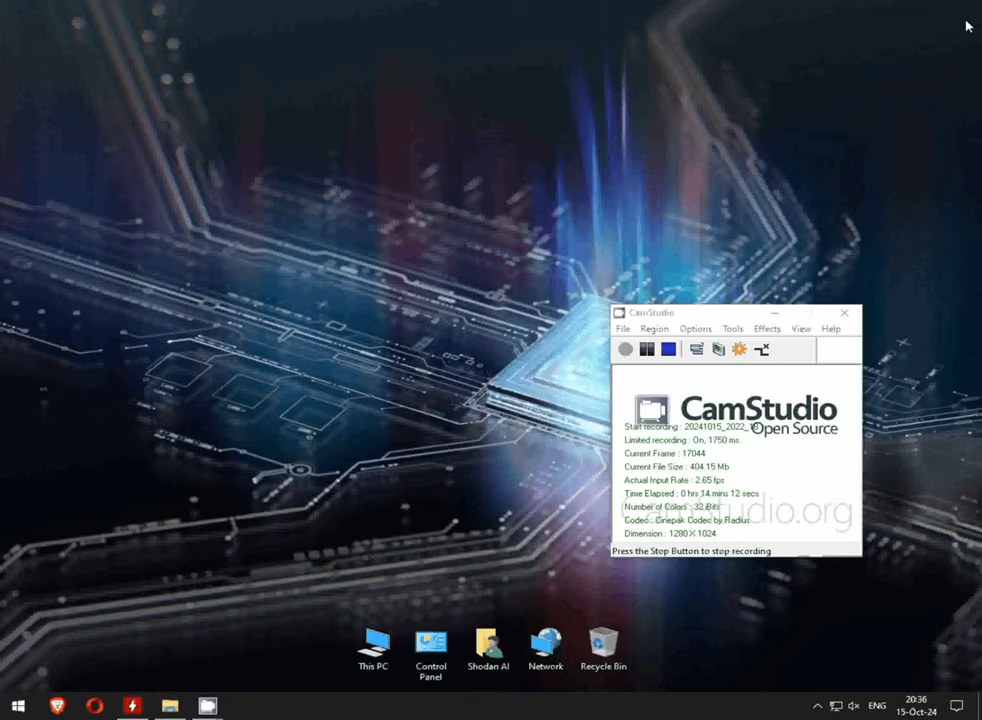 CamStudio
File Region Options Tools Effects View Help
CamStudio
Open Source
Start recording : 20241015_2022_
Limited recording : On, 1750 ms.
Current Frame : 17044
Current File Size : 404.15 Mb
Actual Input Rate : 2.65 fps
Time Elapsed : 0 hrs 14 mins 12 secs
Number of Colors : 32 Bits
CamStudio.org
Codec : Cinepak Codec by Radius
Dimension : 1280 X 1024
Press the Stop Button to stop recording
This PC
Control Panel
Shodan AI
Network
Recycle Bin
ENG
20:36
15-Oct-24